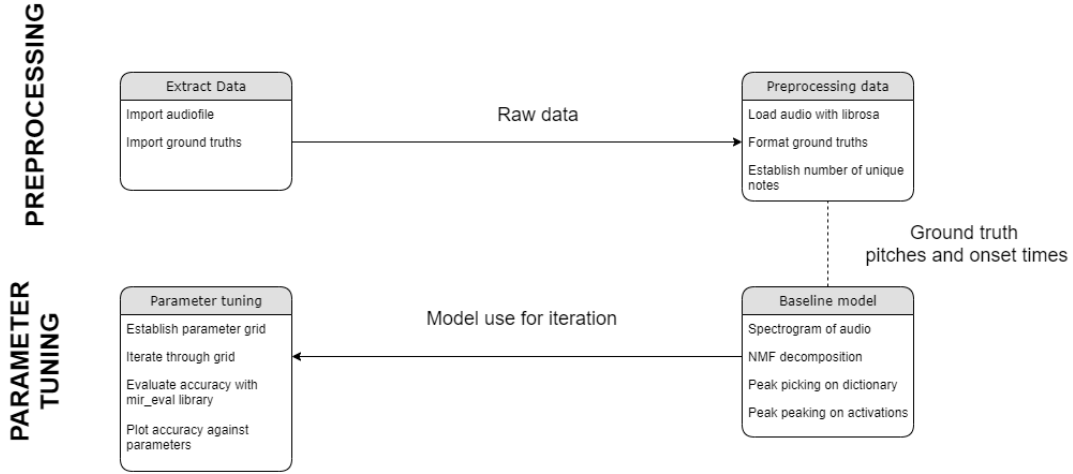 PREPROCESSING
Extract Data
Import audiofile
Import ground truths
Raw data
Preprocessing data
Load audio with librosa
Format ground truths
Establish number of unique
notes
Ground truth
pitches and onset times
PARAMETER
TUNING
Parameter tuning
Establish parameter grid
Iterate through grid
Evaluate accuracy with
mir_eval library
Plot accuracy against
parameters
Model use for iteration
Baseline model
Spectrogram of audio
NMF decomposition
Peak picking on dictionary
Peak peaking on activations